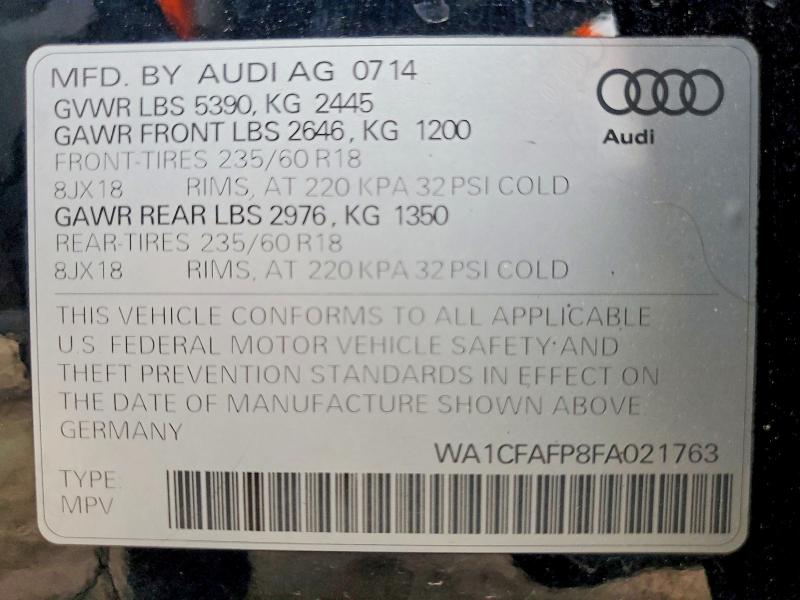 MFD. BY AUDI AG 0714
GVWR LBS 5390, KG 2445
GAWR FRONT LBS 2646, KG 1200
FRONT-TIRES 235/60 R18
8JX18 RIMS, AT 220 KPA 32 PSI COLD
GAWR REAR LBS 2976, KG 1350
REAR-TIRES 235/60 R18
8JX18 RIMS, AT 220 KPA 32 PSI COLD
Audi
THIS VEHICLE CONFORMS TO ALL APPLICABLE
U.S. FEDERAL MOTOR VEHICLE SAFETY AND
THEFT PREVENTION STANDARDS IN EFFECT ON
THE DATE OF MANUFACTURE SHOWN ABOVE.
GERMANY
WA1CFAFP8FA021763
TYPE:
MPV